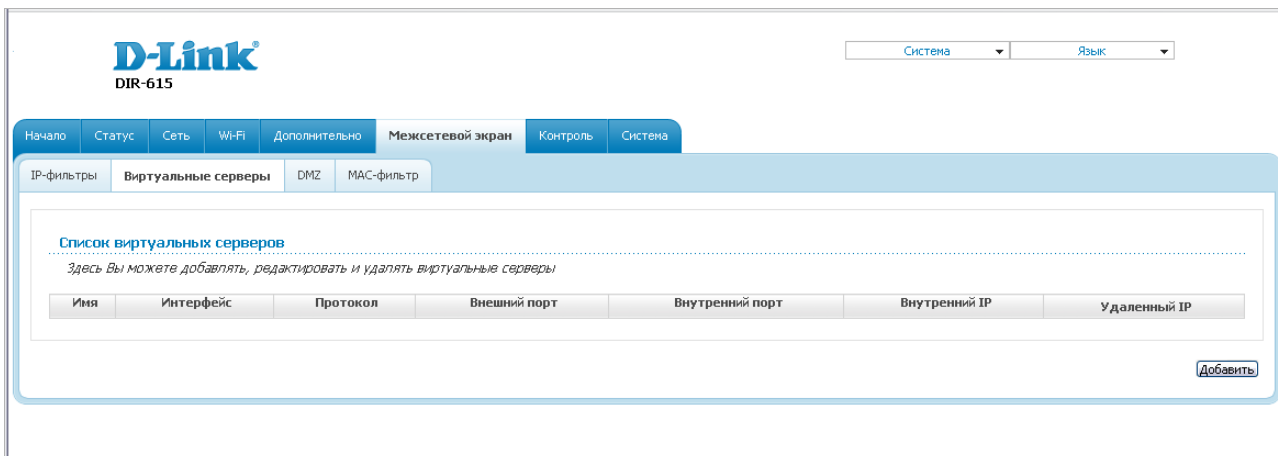 D-Link®
DIR-615
Система Язык
Начало Статус Сеть Wi-Fi Дополнительно Межсетевой экран Контроль Система
IP-фильтры Виртуальные серверы DMZ MAC-фильтр
Список виртуальных серверов
Здесь Вы можете добавлять, редактировать и удалять виртуальные серверы
Имя Интерфейс Протокол Внешний порт Внутренний порт Внутренний IP Удаленный IP
Добавить